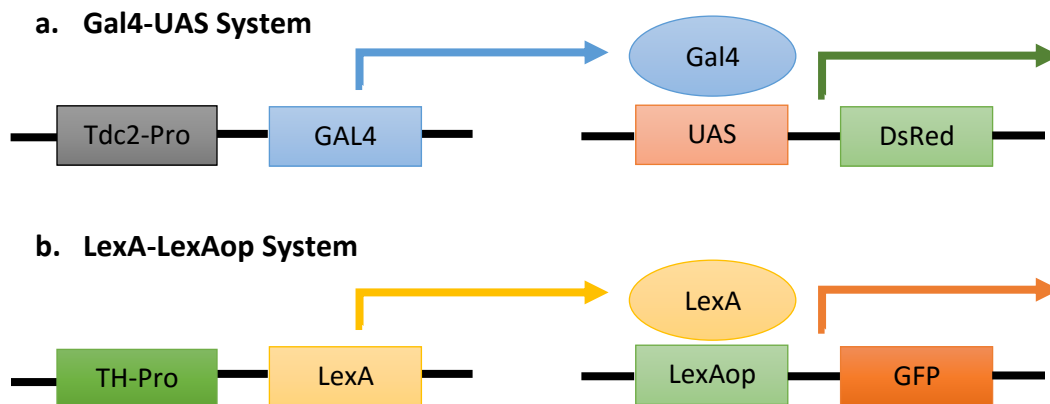 a. Gal4-UAS System
Gal4
Tdc2-Pro GAL4 UAS DsRed
b. LexA-LexAop System
LexA
TH-Pro LexA LexAop GFP